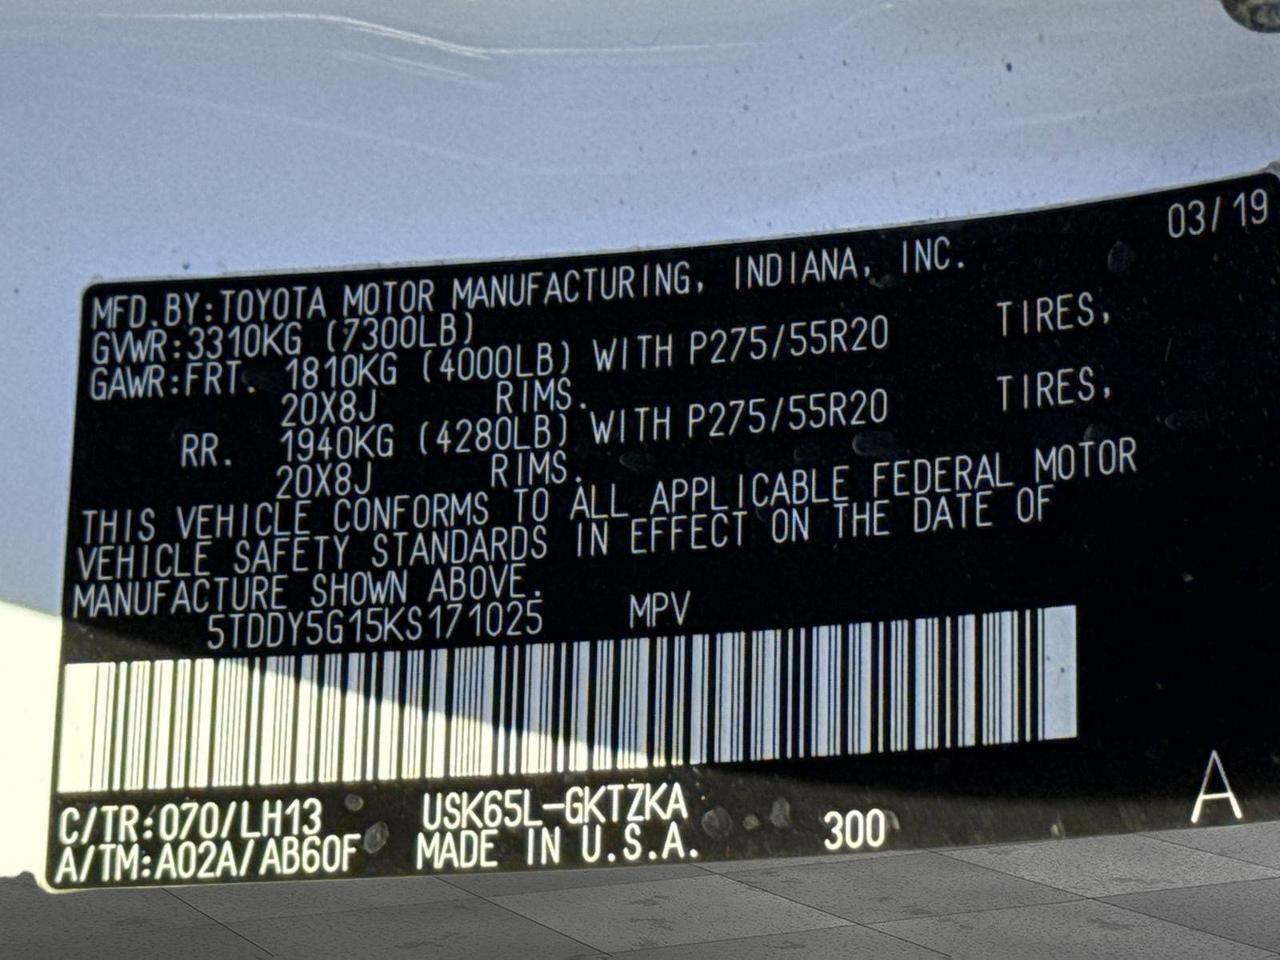 03/19
MFD.BY:TOYOTA MOTOR MANUFACTURING, INDIANA, INC.
GVWR:3310KG (7300LB)
GAWR:FRT. 1810KG (4000LB) WITH P275/55R20 TIRES,
20X8J RIMS.
RR. 1940KG (4280LB) WITH P275/55R20 TIRES,
20X8J RIMS.
THIS VEHICLE CONFORMS TO ALL APPLICABLE FEDERAL MOTOR
VEHICLE SAFETY STANDARDS IN EFFECT ON THE DATE OF
MANUFACTURE SHOWN ABOVE.
5TDDY5G15KS171025 MPV
C/TR:070/LH13 USK65L-GKTZKA
A/TM:A02A/AB60F MADE IN U.S.A. 300 A